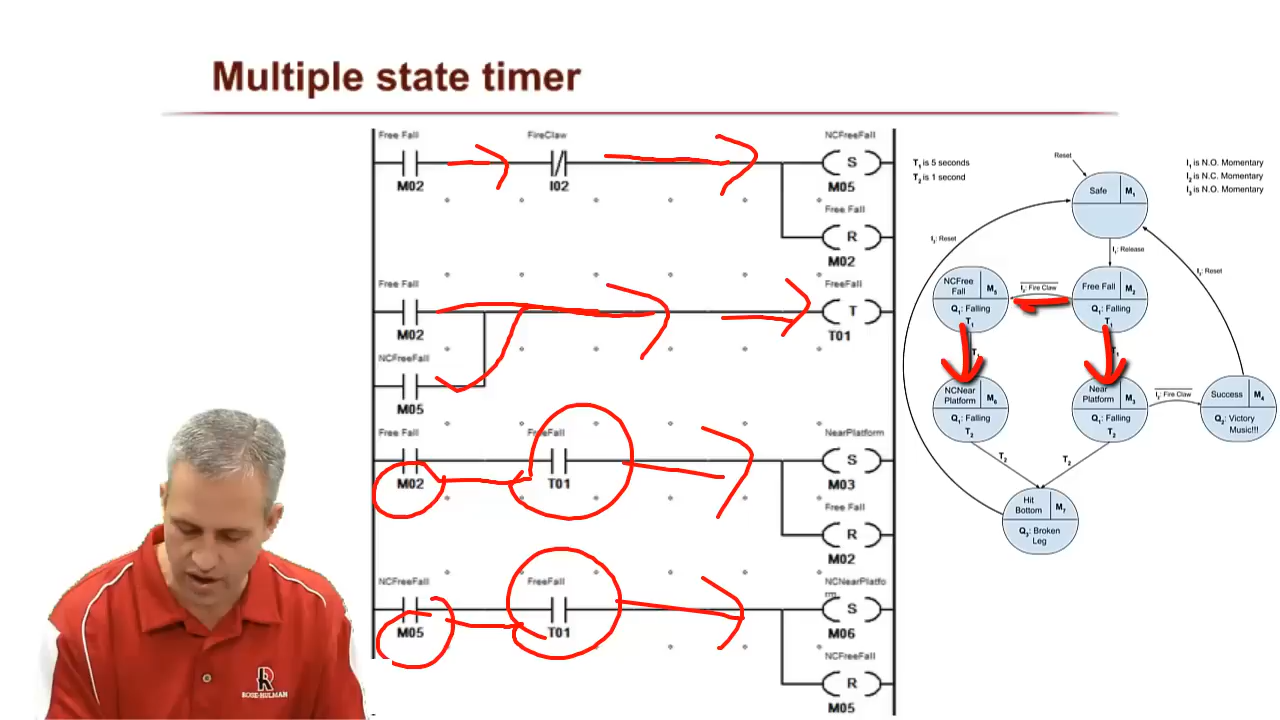 Multiple state timer
Free Fall
FireClaw
NCFreeFall
M02
I02
S
M05
Free Fall
R
M02
Free Fall
FreeFall
M02
T
T01
NCFreeFall
M05
Free Fall
FreeFall
NearPlatform
M02
T01
S
M03
Free Fall
R
M02
NCFreeFall
FreeFall
NCNearPlatfo
rm
M05
T01
S
M06
NCFreeFall
R
M05
T1 is 5 seconds
T2 is 1 second
I1 is N.O. Momentary
I2 is N.C. Momentary
I3 is N.O. Momentary
Reset
Safe M1
I3: Reset
I1: Release
I3: Reset
NCFree
Fall M5
Q1: Falling
T1
I2: Fire Claw
Free Fall M2
Q1: Falling
T1
T1
T1
NCNear
Platform M6
Q1: Falling
T2
Near
Platform M3
Q1: Falling
T2
I2: Fire Claw
Success M4
Q2: Victory
Music!!!
T2
T2
Hit
Bottom M7
Q3: Broken
Leg
ROSE-HULMAN